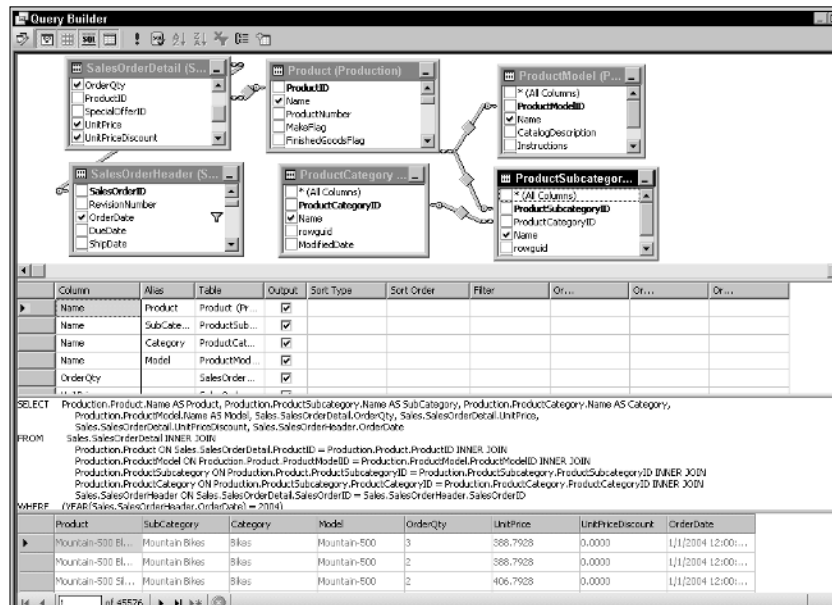 Query Builder
SalesOrderDetail (S...
OrderQty
ProductID
SpecialOfferID
UnitPrice
UnitPriceDiscount
Product (Production)
ProductID
Name
ProductNumber
MakeFlag
FinishedGoodsFlag
ProductModel (P...
* (All Columns)
ProductModelID
Name
CatalogDescription
Instructions
SalesOrderHeader (S...
SalesOrderID
RevisionNumber
OrderDate
DueDate
ShipDate
ProductCategory ...
* (All Columns)
ProductCategoryID
Name
rowguid
ModifiedDate
ProductSubcategor...
* (All Columns)
ProductSubcategoryID
ProductCategoryID
Name
rowguid
Column Alias Table Output Sort Type Sort Order Filter Or... Or... Or...
Name Product Product (Pr...
Name SubCate... ProductSub...
Name Category ProductCat...
Name Model ProductMod...
OrderQty SalesOrder...
SELECT Production.Product.Name AS Product, Production.ProductSubcategory.Name AS SubCategory, Production.ProductCategory.Name AS Category,
Production.ProductModel.Name AS Model, Sales.SalesOrderDetail.OrderQty, Sales.SalesOrderDetail.UnitPrice,
Sales.SalesOrderDetail.UnitPriceDiscount, Sales.SalesOrderHeader.OrderDate
FROM Sales.SalesOrderDetail INNER JOIN
Production.Product ON Sales.SalesOrderDetail.ProductID = Production.Product.ProductID INNER JOIN
Production.ProductModel ON Production.Product.ProductModelID = Production.ProductModel.ProductModelID INNER JOIN
Production.ProductSubcategory ON Production.Product.ProductSubcategoryID = Production.ProductSubcategory.ProductSubcategoryID INNER JOIN
Production.ProductCategory ON Production.ProductSubcategory.ProductCategoryID = Production.ProductCategory.ProductCategoryID INNER JOIN
Sales.SalesOrderHeader ON Sales.SalesOrderDetail.SalesOrderID = Sales.SalesOrderHeader.SalesOrderID
WHERE (YEAR(Sales.SalesOrderHeader.OrderDate) = 2004)
Product SubCategory Category Model OrderQty UnitPrice UnitPriceDiscount OrderDate
Mountain-500 Bl... Mountain Bikes Bikes Mountain-500 3 388.7928 0.0000 1/1/2004 12:00:...
Mountain-500 Bl... Mountain Bikes Bikes Mountain-500 2 388.7928 0.0000 1/1/2004 12:00:...
Mountain-500 Sil... Mountain Bikes Bikes Mountain-500 2 406.7928 0.0000 1/1/2004 12:00:...
1 of 45576